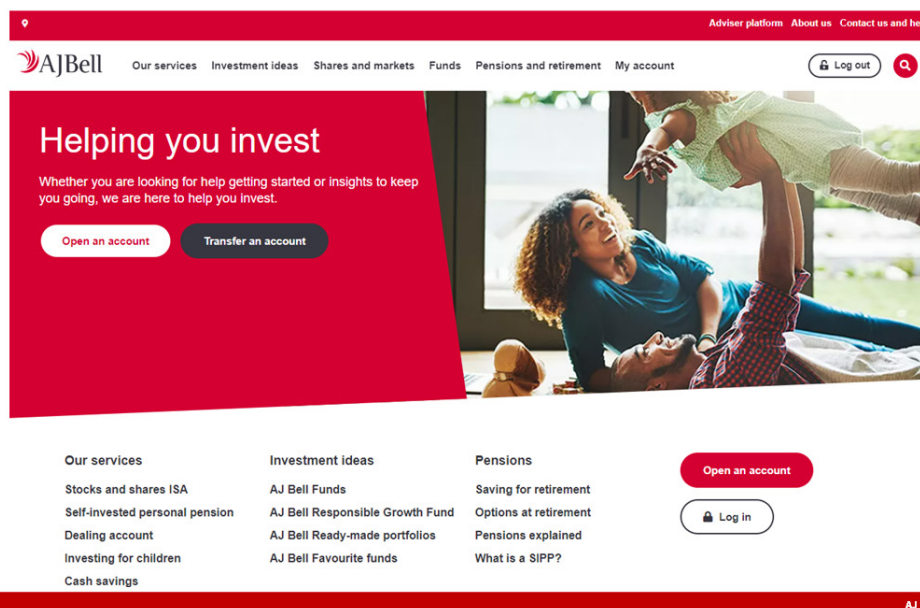 Adviser platform About us Contact us and he
AJBell
Our services Investment ideas Shares and markets Funds Pensions and retirement My account
Log out
Helping you invest
Whether you are looking for help getting started or insights to keep
you going, we are here to help you invest.
Open an account Transfer an account
Our services
Stocks and shares ISA
Self-invested personal pension
Dealing account
Investing for children
Cash savings
Investment ideas
AJ Bell Funds
AJ Bell Responsible Growth Fund
AJ Bell Ready-made portfolios
AJ Bell Favourite funds
Pensions
Saving for retirement
Options at retirement
Pensions explained
What is a SIPP?
Open an account
Log in
AJ